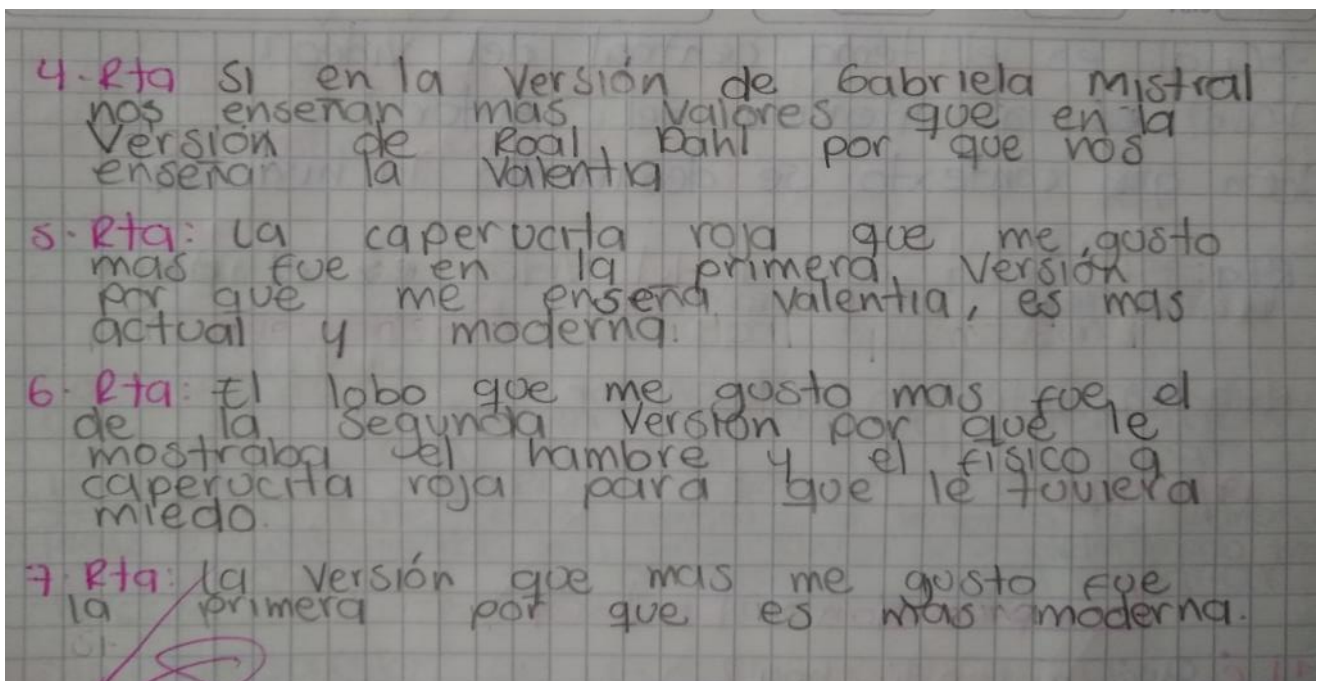 4. Rta Si en la versión de Gabriela Mistral
nos enseñan mas valores que en la
Versión de Roal Dahl por que nos
enseña la valentia
5. Rta: La caperucita roja que me gusto
mas fue en la primera versión
por que me enseña valentia, es mas
actual y moderna.
6. Rta: El lobo que me gusto mas fue el
de la segunda versión por que le
mostraba el hambre y el físico a
caperucita roja para que le tuviera
miedo.
7. Rta: La versión que mas me gusto fue
la primera por que es mas moderna.